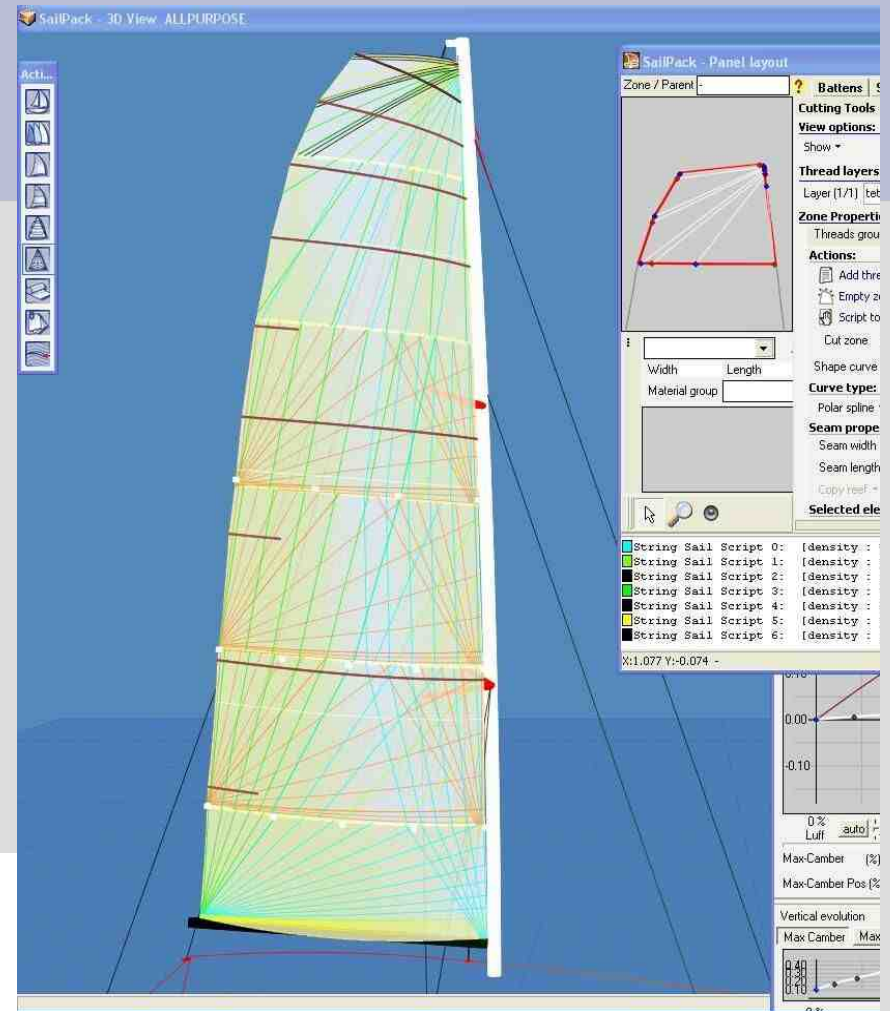 SailPack - 3D View ALLPURPOSE
Acti...
SailPack - Panel layout
Zone / Parent -
? Battens
Cutting Tools
View options:
Show
Thread layers
Layer (1/1)
Zone Properti
Threads grou
Actions:
Add thre
Empty z
Script to
Cut zone
Shape curve
Width Length
Material group
Curve type:
Polar spline
Seam prope
Seam width
Seam length
Copy reef
Selected ele
String Sail Script 0: [density :
String Sail Script 1: [density :
String Sail Script 2: [density :
String Sail Script 3: [density :
String Sail Script 4: [density :
String Sail Script 5: [density :
String Sail Script 6: [density :
X:1.077 Y:-0.074 -
0.00
-0.10
0 %
Luff auto
Max-Camber (%)
Max-Camber Pos (%
Vertical evolution
Max Camber Max
0.40
0.10